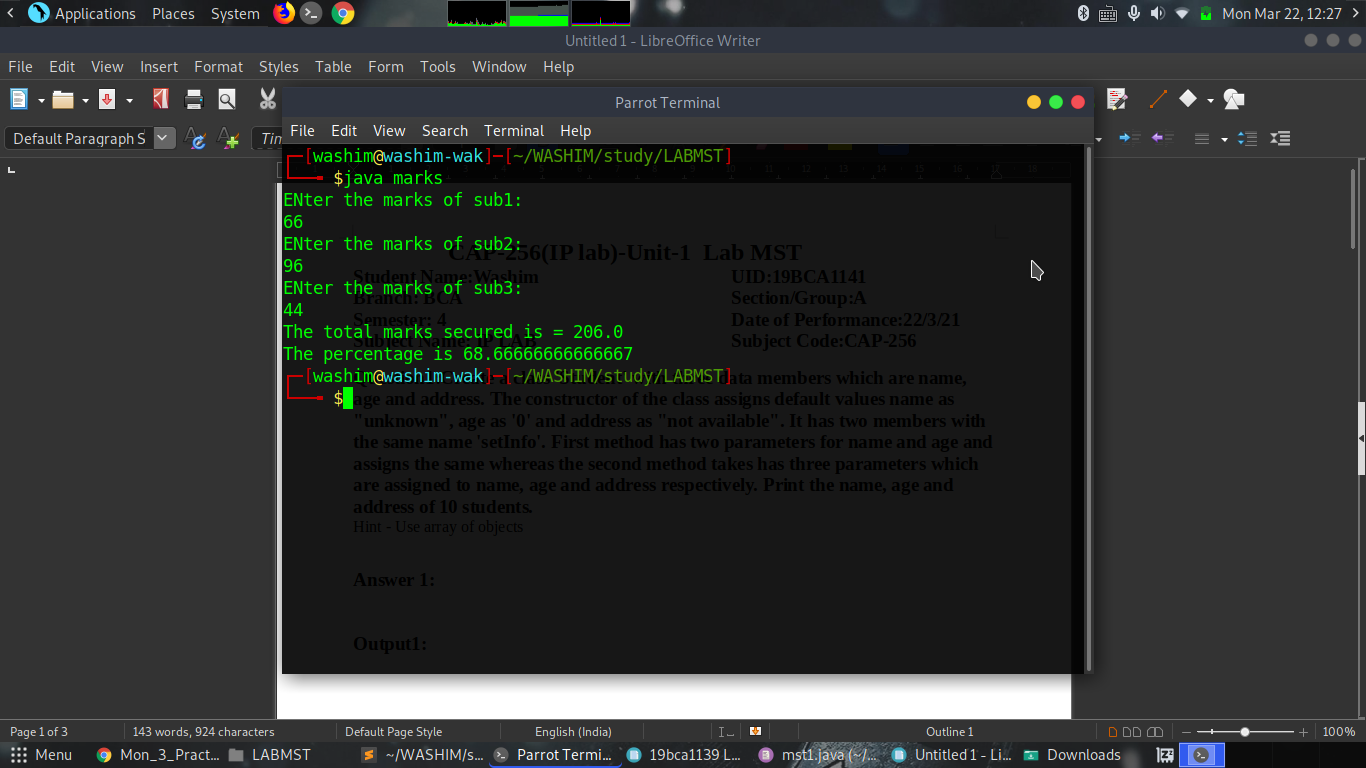 Applications Places System
Mon Mar 22, 12:27
Untitled 1 - LibreOffice Writer
File Edit View Insert Format Styles Table Form Tools Window Help
Parrot Terminal
Default Paragraph S
Tin
File Edit View Search Terminal Help
┌─[washim@washim-wak]─[~/WASHIM/study/LABMST]
└──╼ $java marks
ENter the marks of sub1:
66
ENter the marks of sub2:
96
ENter the marks of sub3:
44
The total marks secured is = 206.0
The percentage is 68.66666666666667
┌─[washim@washim-wak]─[~/WASHIM/study/LABMST]
└──╼ $
CAP-256(IP lab)-Unit-1 Lab MST
Student Name:Washim UID:19BCA1141
Branch: BCA Section/Group:A
Semester: 4 Date of Performance:22/3/21
Subject Name: IP LAB Subject Code:CAP-256
data members which are name,
age and address. The constructor of the class assigns default values name as
"unknown", age as '0' and address as "not available". It has two members with
the same name 'setInfo'. First method has two parameters for name and age and
assigns the same whereas the second method takes has three parameters which
are assigned to name, age and address respectively. Print the name, age and
address of 10 students.
Hint - Use array of objects
Answer 1:
Output1:
Page 1 of 3 143 words, 924 characters Default Page Style English (India) Outline 1 100%
Menu Mon_3_Pract... LABMST ~/WASHIM/s... Parrot Termi... 19bca1139 L... mst1.java (~/... Untitled 1 - Li... Downloads